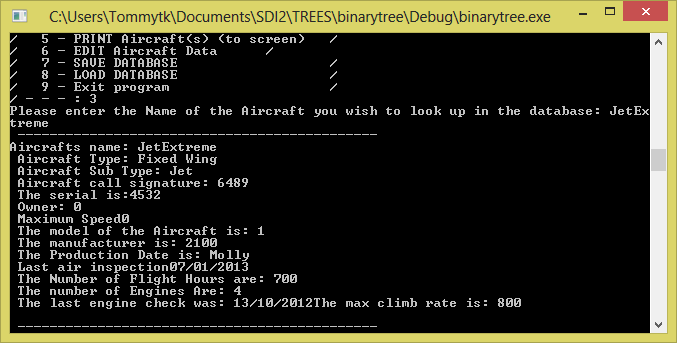 C:\Users\Tommytk\Documents\SDI2\TREES\binarytree\Debug\binarytree.exe
/ 5 - PRINT Aircraft(s) (to screen) /
/ 6 - EDIT Aircraft Data /
/ 7 - SAVE DATABASE /
/ 8 - LOAD DATABASE /
/ 9 - Exit program /
/ - - - : 3
Please enter the Name of the Aircraft you wish to look up in the database: JetEx
treme
---------------------------------------------
Aircrafts name: JetExtreme
Aircraft Type: Fixed Wing
Aircraft Sub Type: Jet
Aircraft call signature: 6489
The serial is:4532
Owner: 0
Maximum Speed0
The model of the Aircraft is: 1
The manufacturer is: 2100
The Production Date is: Molly
Last air inspection07/01/2013
The Number of Flight Hours are: 700
The number of Engines Are: 4
The last engine check was: 13/10/2012The max climb rate is: 800
---------------------------------------------